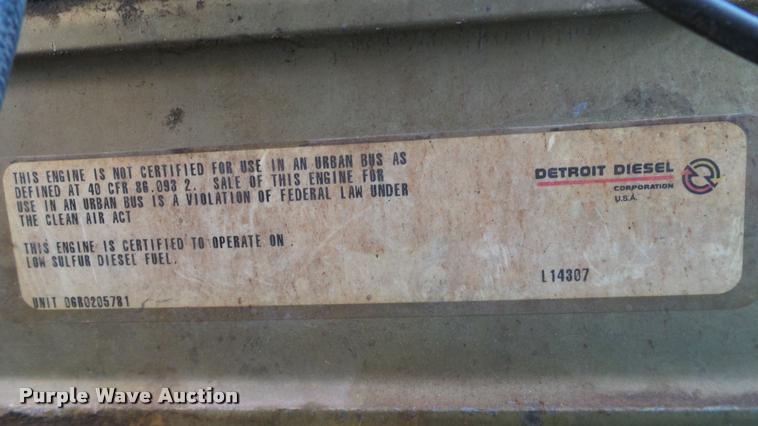 THIS ENGINE IS NOT CERTIFIED FOR USE IN AN URBAN BUS AS
DEFINED AT 40 CFR 86.093 2. SALE OF THIS ENGINE FOR
USE IN AN URBAN BUS IS A VIOLATION OF FEDERAL LAW UNDER
THE CLEAN AIR ACT
THIS ENGINE IS CERTIFIED TO OPERATE ON
LOW SULFUR DIESEL FUEL.
UNIT 06R0205781
DETROIT DIESEL
CORPORATION
U.S.A.
L14307
Purple Wave Auction